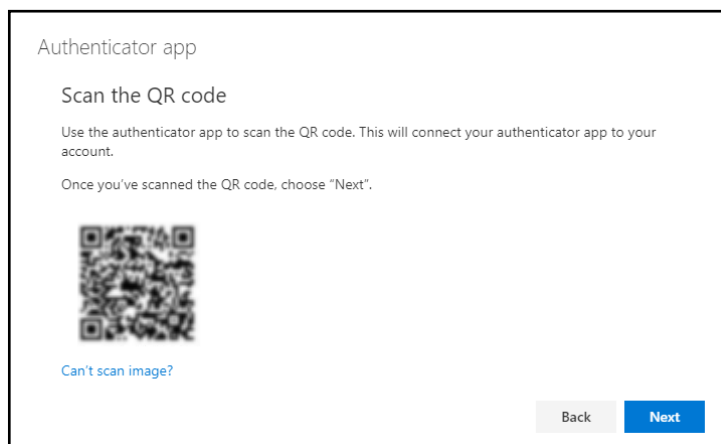 Authenticator app
Scan the QR code
Use the authenticator app to scan the QR code. This will connect your authenticator app to your
account.
Once you've scanned the QR code, choose "Next".
Can't scan image?
Back
Next